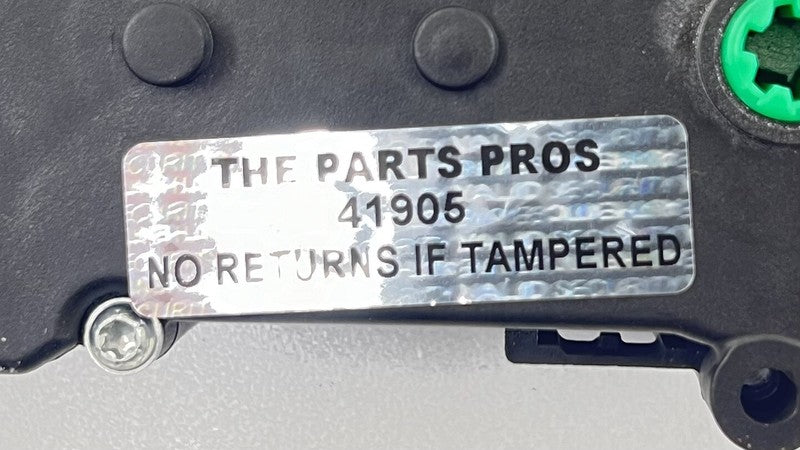 THE PARTS PROS
41905
NO RETURNS IF TAMPERED